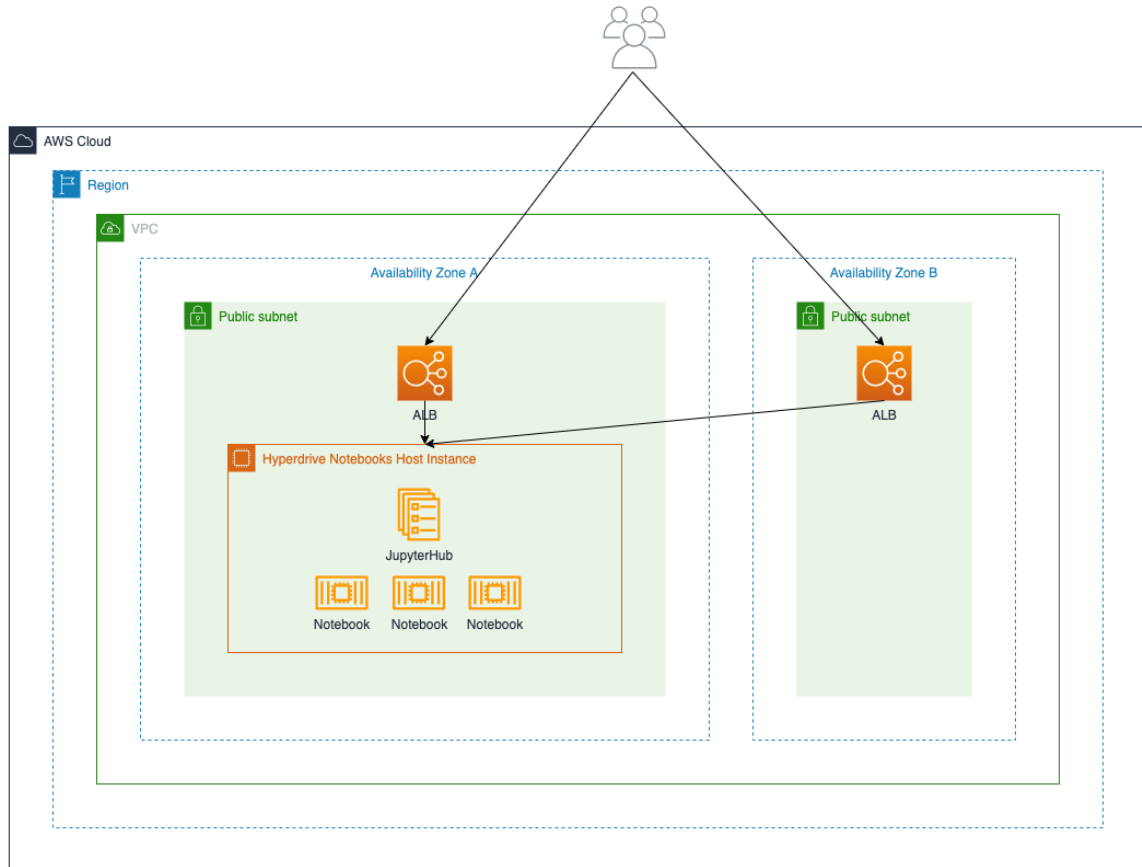 AWS Cloud
Region
VPC
Availability Zone A
Availability Zone B
Public subnet
Public subnet
ALB
ALB
Hyperdrive Notebooks Host Instance
JupyterHub
Notebook
Notebook
Notebook